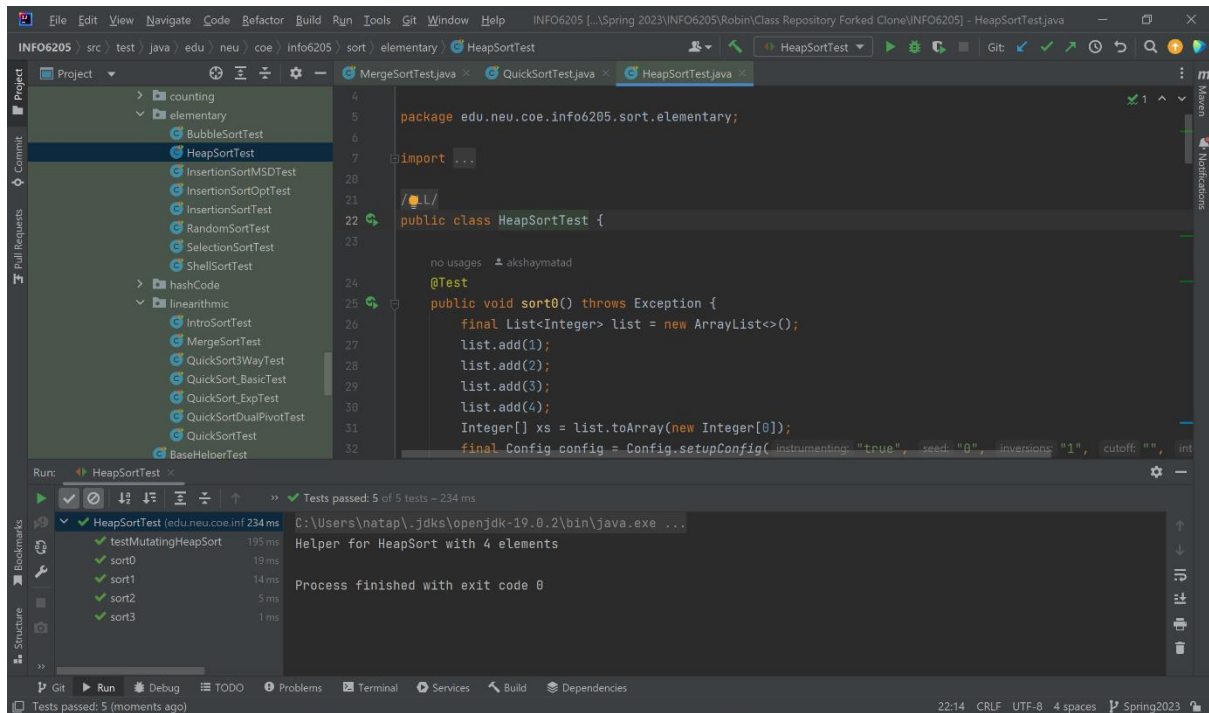 File Edit View Navigate Code Refactor Build Run Tools Git Window Help INFO6205 [...\Spring 2023\INFO6205\Robin\Class Repository Forked Clone\INFO6205] - HeapSortTest.java
INFO6205 > src > test > java > edu > neu > coe > info6205 > sort > elementary > HeapSortTest
HeapSortTest
Git:
Project
MergeSortTest.java
QuickSortTest.java
HeapSortTest.java
Project
Commit
Pull Requests
Bookmarks
Structure
m
Maven
Notifications
counting
elementary
BubbleSortTest
HeapSortTest
InsertionSortMSDTest
InsertionSortOptTest
InsertionSortTest
RandomSortTest
SelectionSortTest
ShellSortTest
hashCode
linearithmic
IntroSortTest
MergeSortTest
QuickSort3WayTest
QuickSort_BasicTest
QuickSort_ExpTest
QuickSortDualPivotTest
QuickSortTest
BaseHelperTest
1
4
5 package edu.neu.coe.info6205.sort.elementary;
6
7 import ...
20
21
22 public class HeapSortTest {
23
no usages akshaymatad
24 @Test
25 public void sort0() throws Exception {
26 final List<Integer> list = new ArrayList<>();
27 list.add(1);
28 list.add(2);
29 list.add(3);
30 list.add(4);
31 Integer[] xs = list.toArray(new Integer[0]);
32 final Config config = Config.setupConfig( instrumenting: "true", seed: "0", inversions: "1", cutoff: "", int
Run: HeapSortTest
Tests passed: 5 of 5 tests – 234 ms
HeapSortTest (edu.neu.coe.inf 234 ms
testMutatingHeapSort 195 ms
sort0 19 ms
sort1 14 ms
sort2 5 ms
sort3 1 ms
C:\Users\natap\.jdks\openjdk-19.0.2\bin\java.exe ...
Helper for HeapSort with 4 elements
Process finished with exit code 0
Git Run Debug TODO Problems Terminal Services Build Dependencies
Tests passed: 5 (moments ago) 22:14 CRLF UTF-8 4 spaces Spring2023